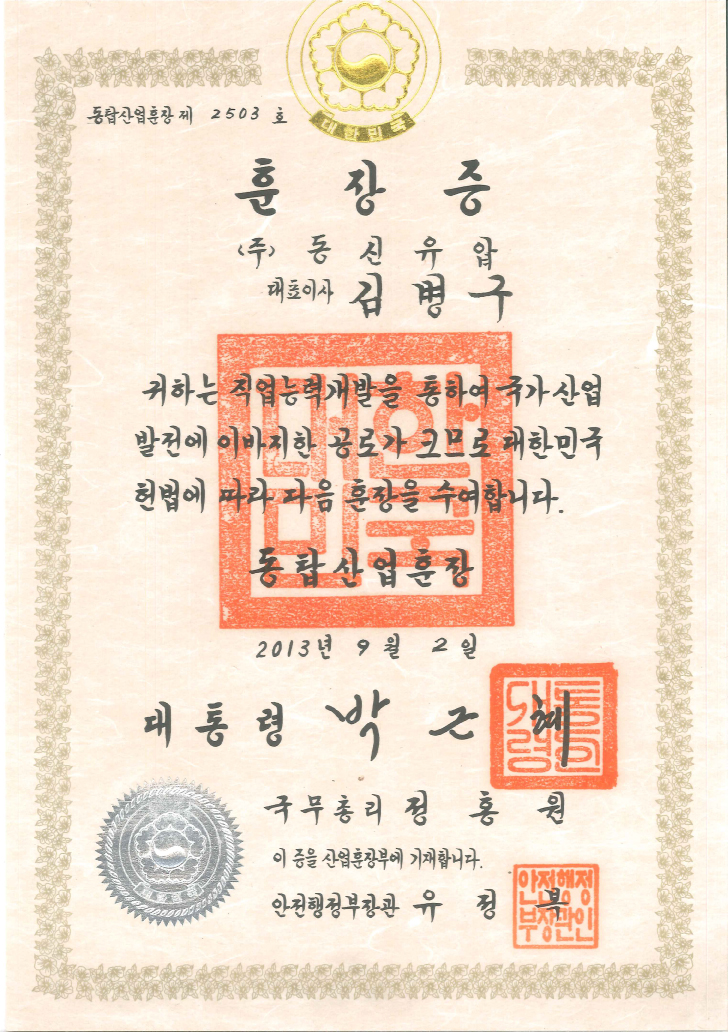 대한민국
동탑산업훈장 제 2503 호
훈 장 증
(주) 동 신 유 압
대표이사 김 병 구
귀하는 직업능력개발을 통하여 국가 산업
발전에 이바지한 공로가 크므로 대한민국
헌법에 따라 다음 훈장을 수여합니다.
동탑산업훈장
2013년 9 월 2 일
대 통 령 박 근 혜
국 무 총 리 정 홍 원
이 증을 산업훈장부에 기재합니다.
안전행정부장관 유 정 복
안전행정
부장관인